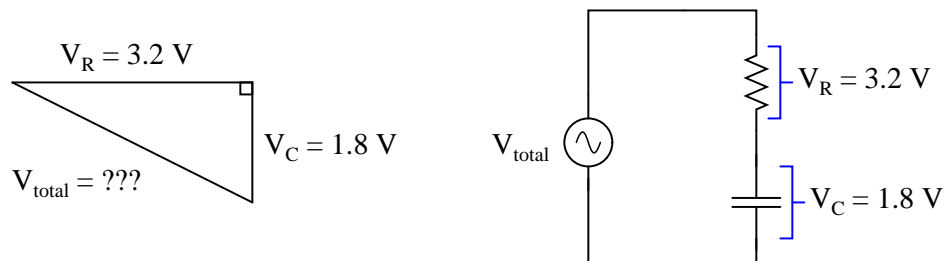 V_R = 3.2 V
V_C = 1.8 V
V_total = ???
V_total
V_R = 3.2 V
V_C = 1.8 V